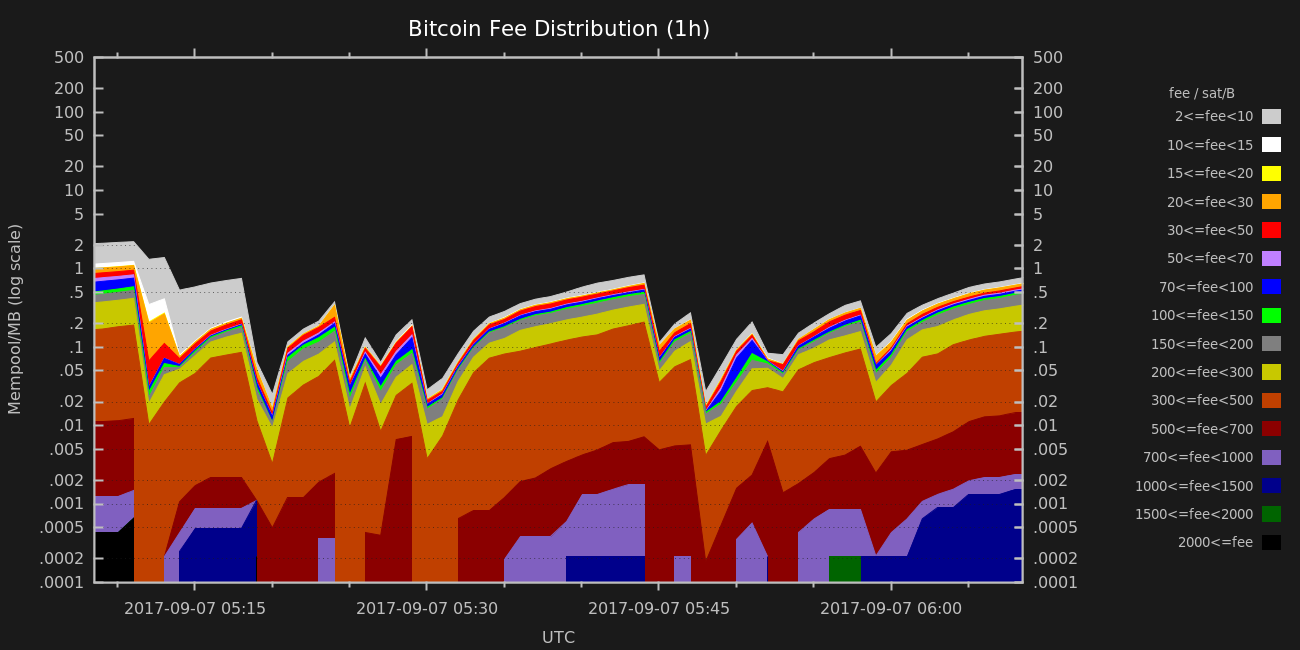 Bitcoin Fee Distribution (1h)
Mempool/MB (log scale)
500
200
100
50
20
10
5
2
1
.5
.2
.1
.05
.02
.01
.005
.002
.001
.0005
.0002
.0001
500
200
100
50
20
10
5
2
1
.5
.2
.1
.05
.02
.01
.005
.002
.001
.0005
.0002
.0001
2017-09-07 05:15
2017-09-07 05:30
2017-09-07 05:45
2017-09-07 06:00
UTC
fee / sat/B
2<=fee<10
10<=fee<15
15<=fee<20
20<=fee<30
30<=fee<50
50<=fee<70
70<=fee<100
100<=fee<150
150<=fee<200
200<=fee<300
300<=fee<500
500<=fee<700
700<=fee<1000
1000<=fee<1500
1500<=fee<2000
2000<=fee